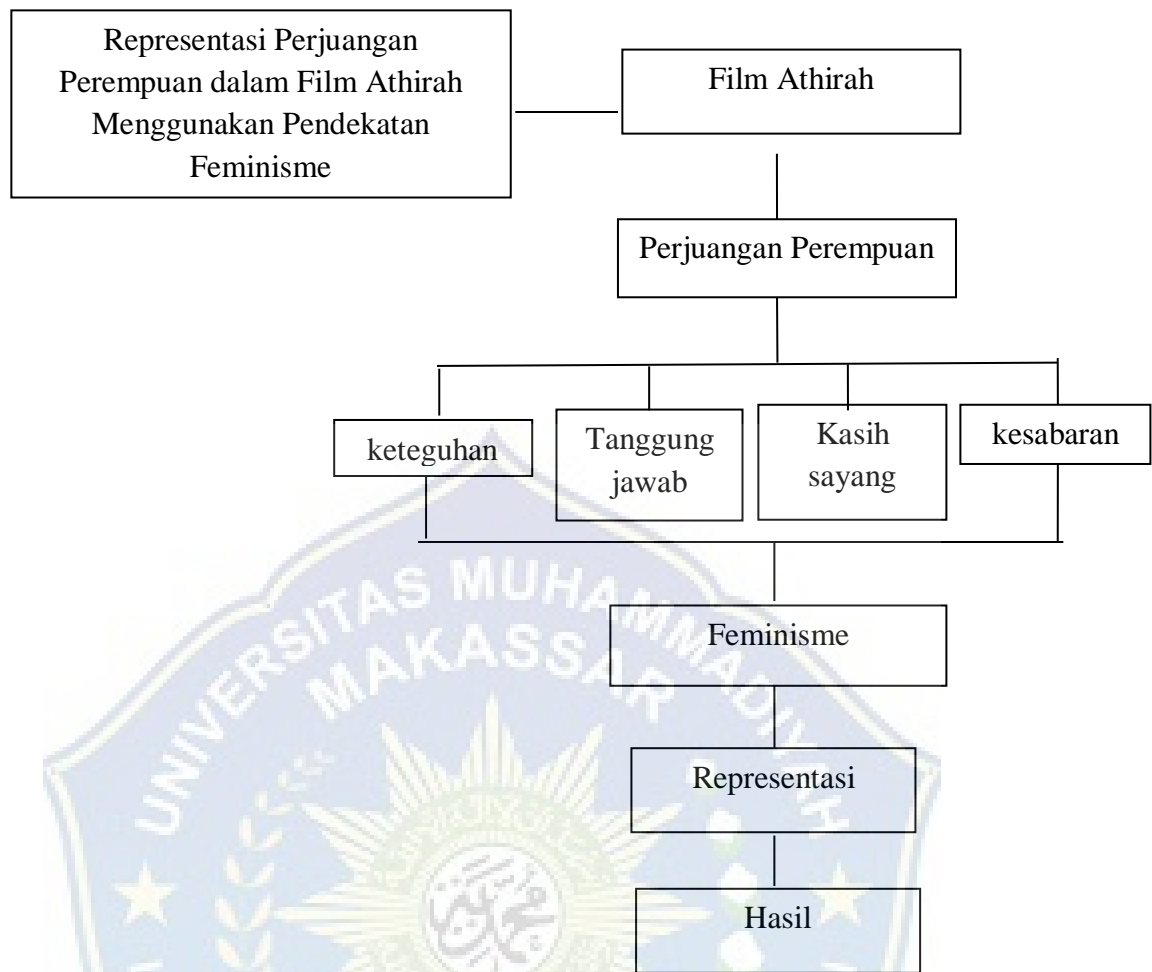 Representasi Perjuangan
Perempuan dalam Film Athirah
Menggunakan Pendekatan
Feminisme
Film Athirah
Perjuangan Perempuan
keteguhan
Tanggung
jawab
Kasih
sayang
kesabaran
Feminisme
Representasi
Hasil
UNIVERSITAS MUHAMMADIYAH
MAKASSAR